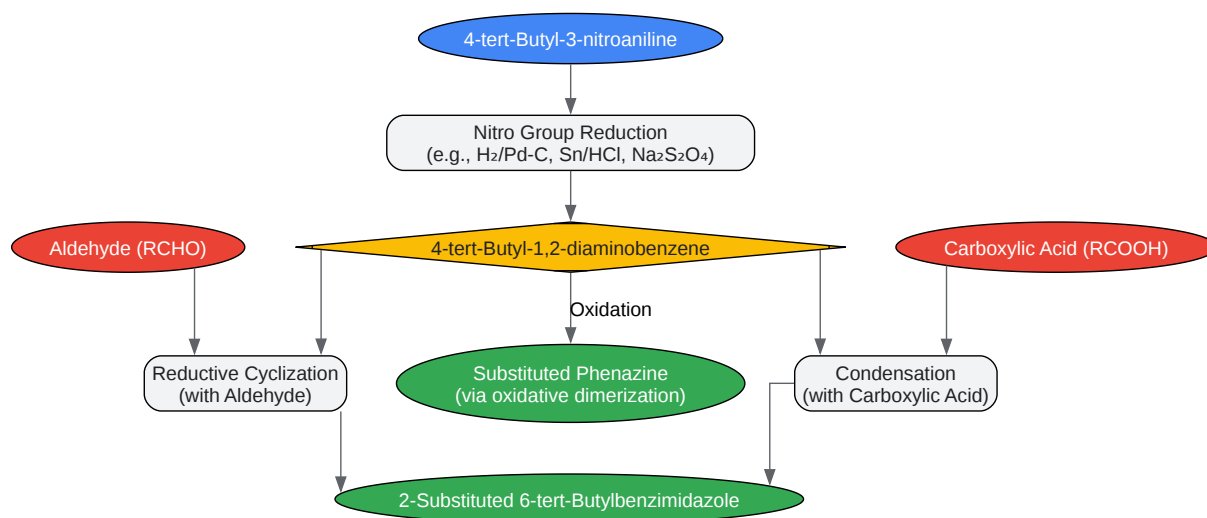 4-tert-Butyl-3-nitroaniline
Nitro Group Reduction
(e.g., H₂/Pd-C, Sn/HCl, Na₂S₂O₄)
Aldehyde (RCHO)
4-tert-Butyl-1,2-diaminobenzene
Carboxylic Acid (RCOOH)
Oxidation
Reductive Cyclization
(with Aldehyde)
Substituted Phenazine
(via oxidative dimerization)
Condensation
(with Carboxylic Acid)
2-Substituted 6-tert-Butylbenzimidazole